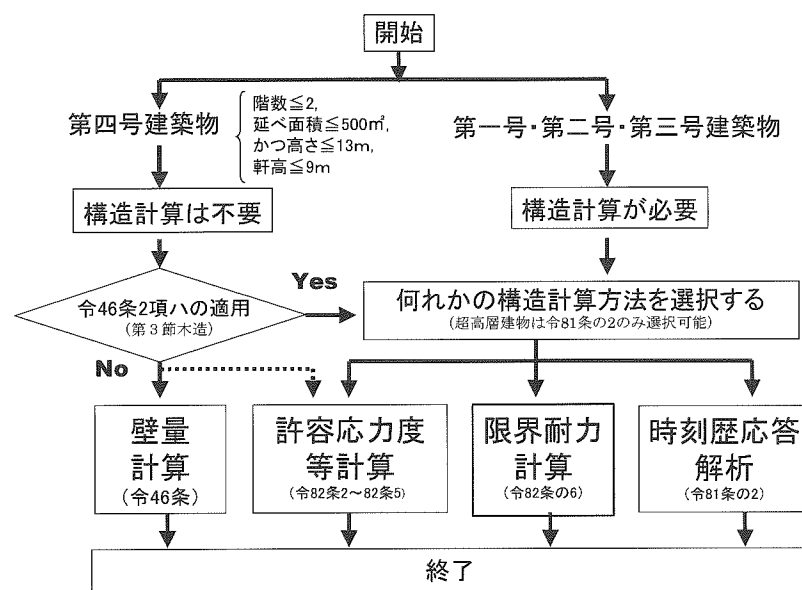 開始
第四号建築物
階数≦2,
延べ面積≦500㎡,
かつ高さ≦13m,
軒高≦9m
第一号・第二号・第三号建築物
構造計算は不要
構造計算が必要
令46条2項ハの適用
(第3節木造)
Yes
何れかの構造計算方法を選択する
(超高層建物は令81条の2のみ選択可能)
No
壁量
計算
(令46条)
許容応力度
等計算
(令82条2～82条5)
限界耐力
計算
(令82条の6)
時刻歴応答
解析
(令81条の2)
終了